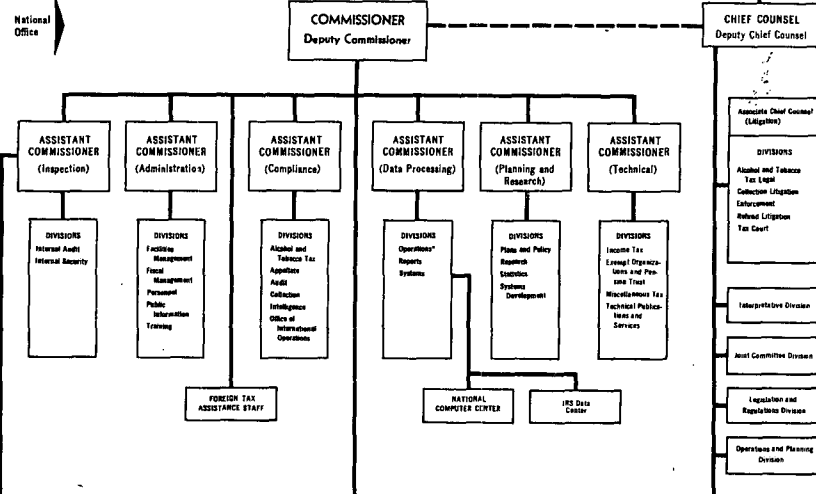 National
Office
COMMISSIONER
Deputy Commissioner
CHIEF COUNSEL
Deputy Chief Counsel
ASSISTANT
COMMISSIONER
(Inspection)
DIVISIONS
Internal Audit
Internal Security
ASSISTANT
COMMISSIONER
(Administration)
DIVISIONS
Facilities
Management
Fiscal
Management
Personnel
Public
Information
Training
ASSISTANT
COMMISSIONER
(Compliance)
DIVISIONS
Alcohol and
Tobacco Tax
Appellate
Audit
Collection
Intelligence
Office of
International
Operations
ASSISTANT
COMMISSIONER
(Data Processing)
DIVISIONS
Operations*
Reports
Systems
ASSISTANT
COMMISSIONER
(Planning and
Research)
DIVISIONS
Plans and Policy
Research
Statistics
Systems
Development
ASSISTANT
COMMISSIONER
(Technical)
DIVISIONS
Income Tax
Exempt Organiza-
tions and Pen-
sion Trust
Miscellaneous Tax
Technical Publica-
tions and
Services
Associate Chief Counsel
(Litigation)
DIVISIONS
Alcohol and Tobacco
Tax Legal
Collection Litigation
Enforcement
Refund Litigation
Tax Court
Interpretative Division
Joint Committee Division
Legislation and
Regulations Division
Operations and Planning
Division
FOREIGN TAX
ASSISTANCE STAFF
NATIONAL
COMPUTER CENTER
IRS Data
Center